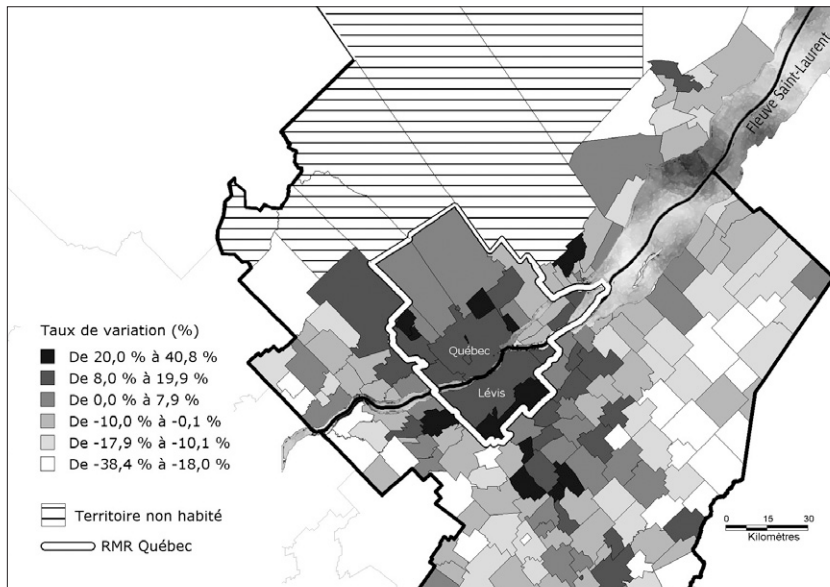 Fleuve Saint-Laurent
Québec
Lévis
Taux de variation (%)
De 20,0 % à 40,8 %
De 8,0 % à 19,9 %
De 0,0 % à 7,9 %
De -10,0 % à -0,1 %
De -17,9 % à -10,1 %
De -38,4 % à -18,0 %
Territoire non habité
RMR Québec
0 15 30
Kilométres